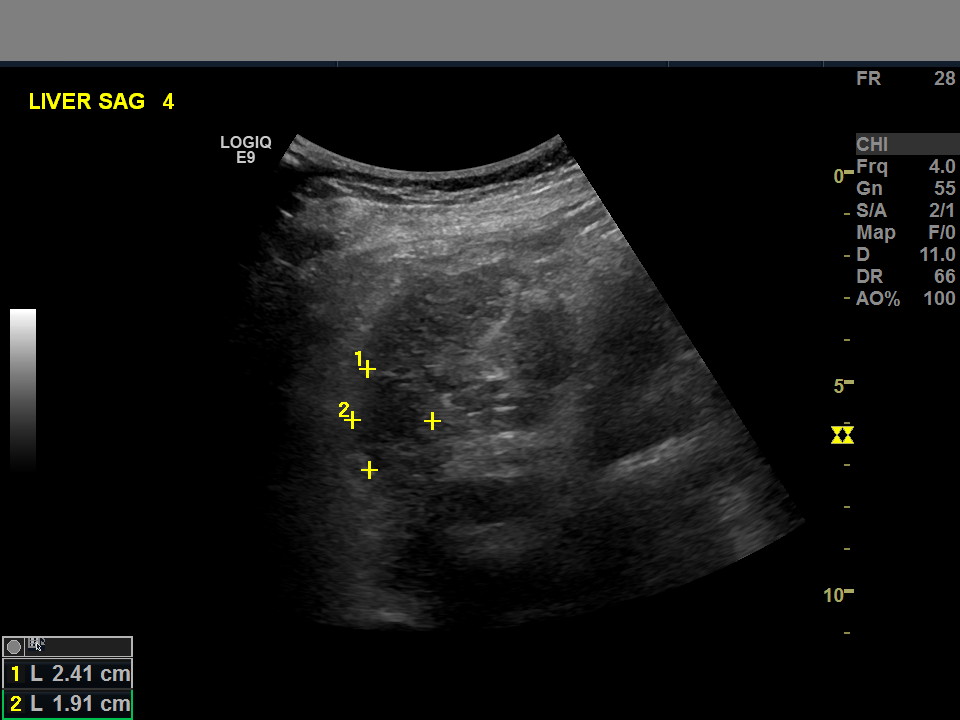 LIVER SAG 4
LOGIQ
E9
FR 28
CHI
Frq 4.0
Gn 55
S/A 2/1
Map F/0
D 11.0
DR 66
AO% 100
0
5
10
1
2
1 L 2.41 cm
2 L 1.91 cm